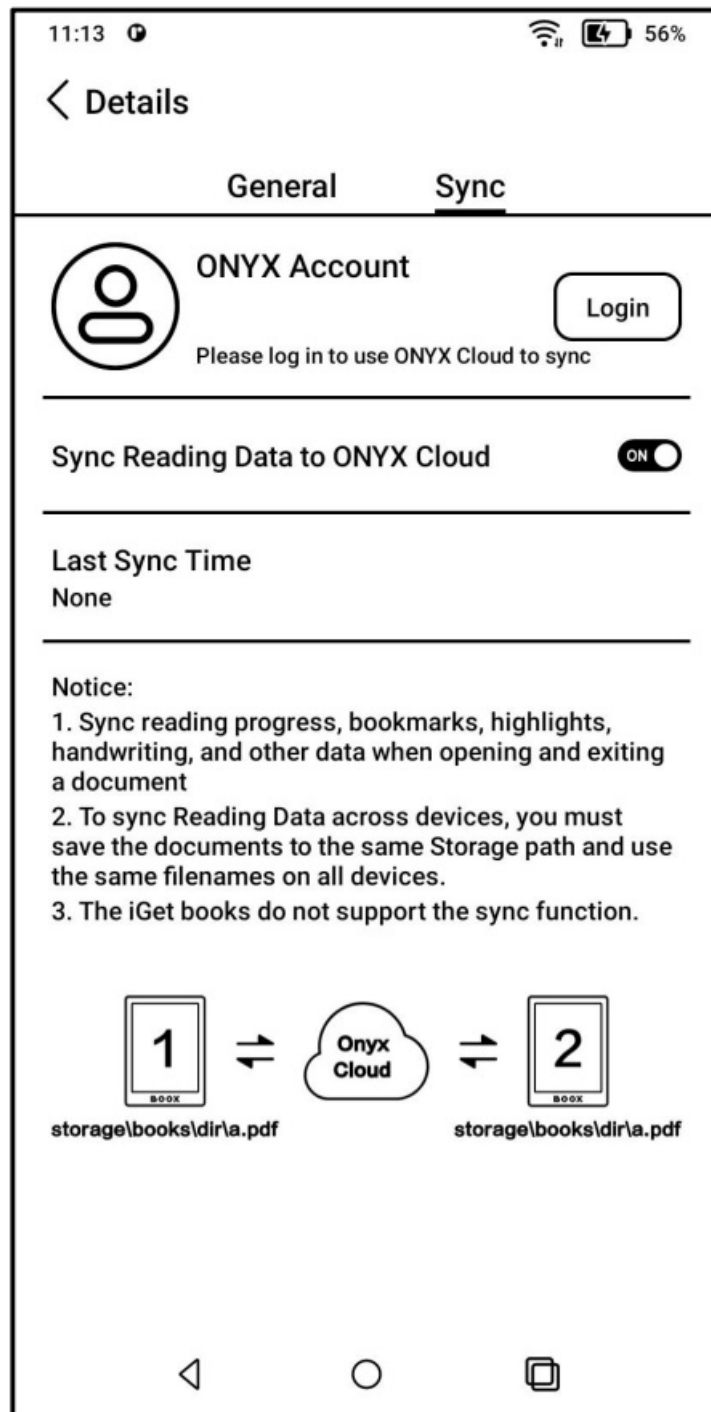 11:13
56%
Details
General Sync
ONYX Account
Login
Please log in to use ONYX Cloud to sync
Sync Reading Data to ONYX Cloud
ON
Last Sync Time
None
Notice:
1. Sync reading progress, bookmarks, highlights,
handwriting, and other data when opening and exiting
a document
2. To sync Reading Data across devices, you must
save the documents to the same Storage path and use
the same filenames on all devices.
3. The iGet books do not support the sync function.
1
BOOX
Onyx
Cloud
2
BOOX
storage\books\dir\a.pdf
storage\books\dir\a.pdf